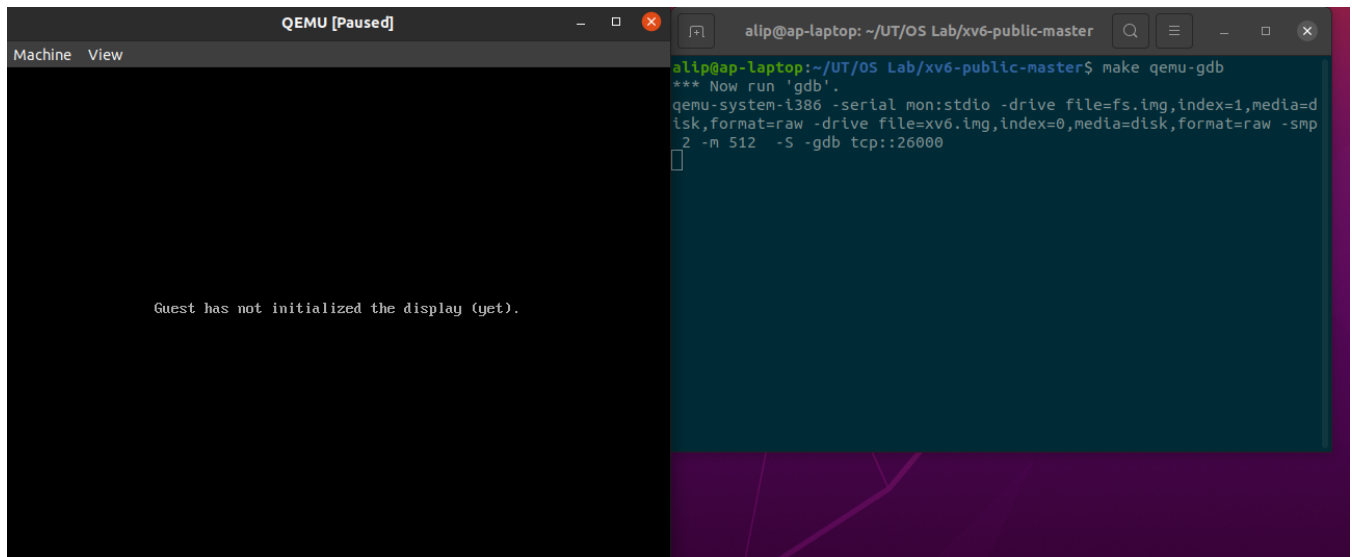 QEMU [Paused]
Machine View
Guest has not initialized the display (yet).
alip@ap-laptop: ~/UT/OS Lab/xv6-public-master
alip@ap-laptop:~/UT/OS Lab/xv6-public-master$ make qemu-gdb
*** Now run 'gdb'.
qemu-system-i386 -serial mon:stdio -drive file=fs.img,index=1,media=d
isk,format=raw -drive file=xv6.img,index=0,media=disk,format=raw -smp
 2 -m 512  -S -gdb tcp::26000